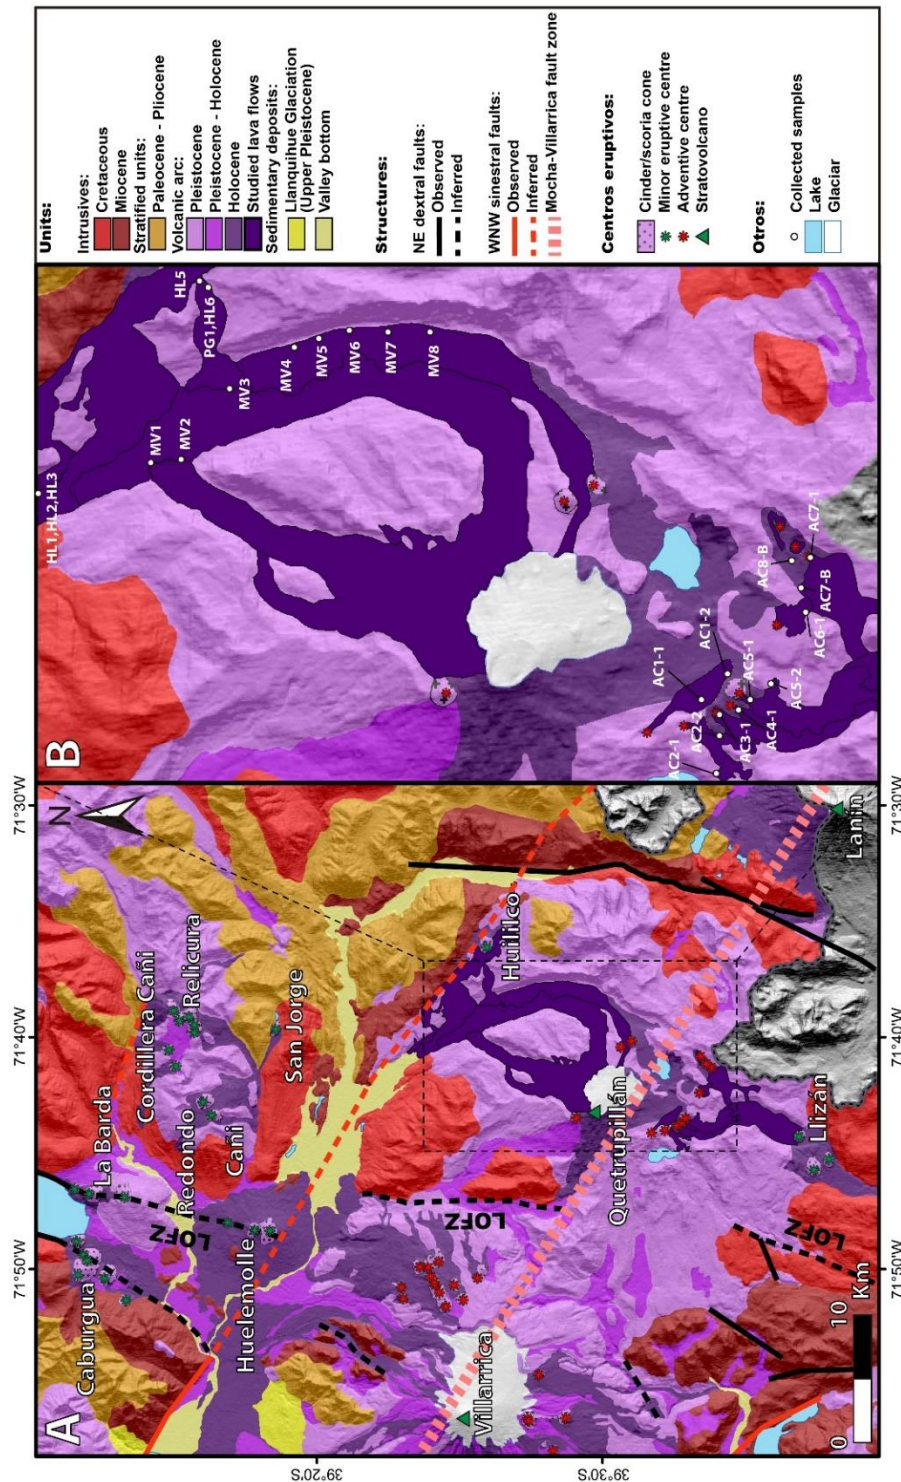 A
Caburgua
La Barda
Cordillera Cañi
Redondo
Relicura
Cañi
San Jorge
Huelemolle
LOFZ
LOFZ
LOFZ
Villarrica
Quetrupillán
Huililco
Llizán
Lanín
N
0 10
Km
71°50'W
71°40'W
71°30'W
71°50'W
71°40'W
71°30'W
39°20'S
39°30'S
B
HL1,HL2,HL3
HL5
PG1,HL6
MV1
MV2
MV3
MV4
MV5
MV6
MV7
MV8
AC1-1
AC1-2
AC2-1
AC2-2
AC3-1
AC4-1
AC5-1
AC5-2
AC6-1
AC7-B
AC7-1
AC8-B
Units:
Intrusives:
Cretaceous
Miocene
Stratified units:
Paleocene - Pliocene
Volcanic arc:
Pleistocene
Pleistocene - Holocene
Holocene
Studied lava flows
Sedimentary deposits:
Llanquihue Glaciation
(Upper Pleistocene)
Valley bottom
Structures:
NE dextral faults:
Observed
Inferred
WNW sinestral faults:
Observed
Inferred
Mocha-Villarrica fault zone
Centros eruptivos:
Cinder/scoria cone
Minor eruptive centre
Adventive centre
Stratovolcano
Otros:
Collected samples
Lake
Glaciar